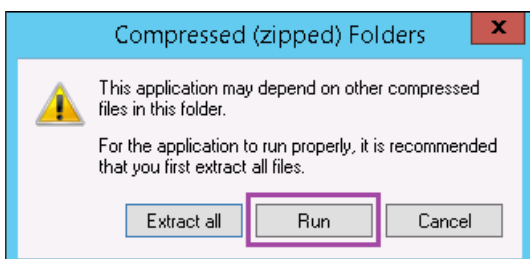 Compressed (zipped) Folders
x
This application may depend on other compressed
files in this folder.
For the application to run properly, it is recommended
that you first extract all files.
Extract all Run Cancel